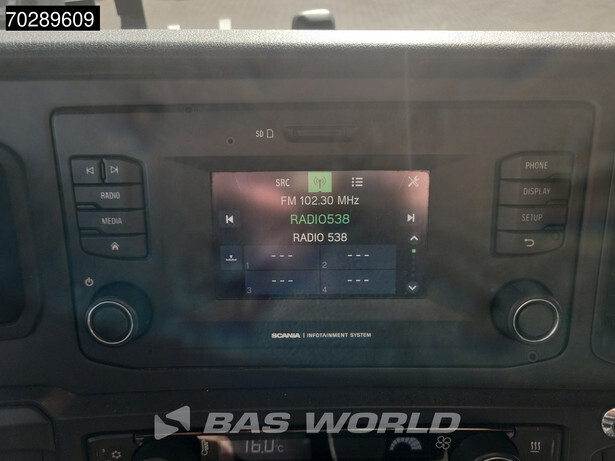 70289609
SD
PHONE
RADIO
DISPLAY
MEDIA
SETUP
SRC
FM 102.30 MHz
RADIO538
RADIO 538
1 --- 2 ---
3 --- 4 ---
SCANIA | INFOTAINMENT SYSTEM
BAS WORLD
16.0°C